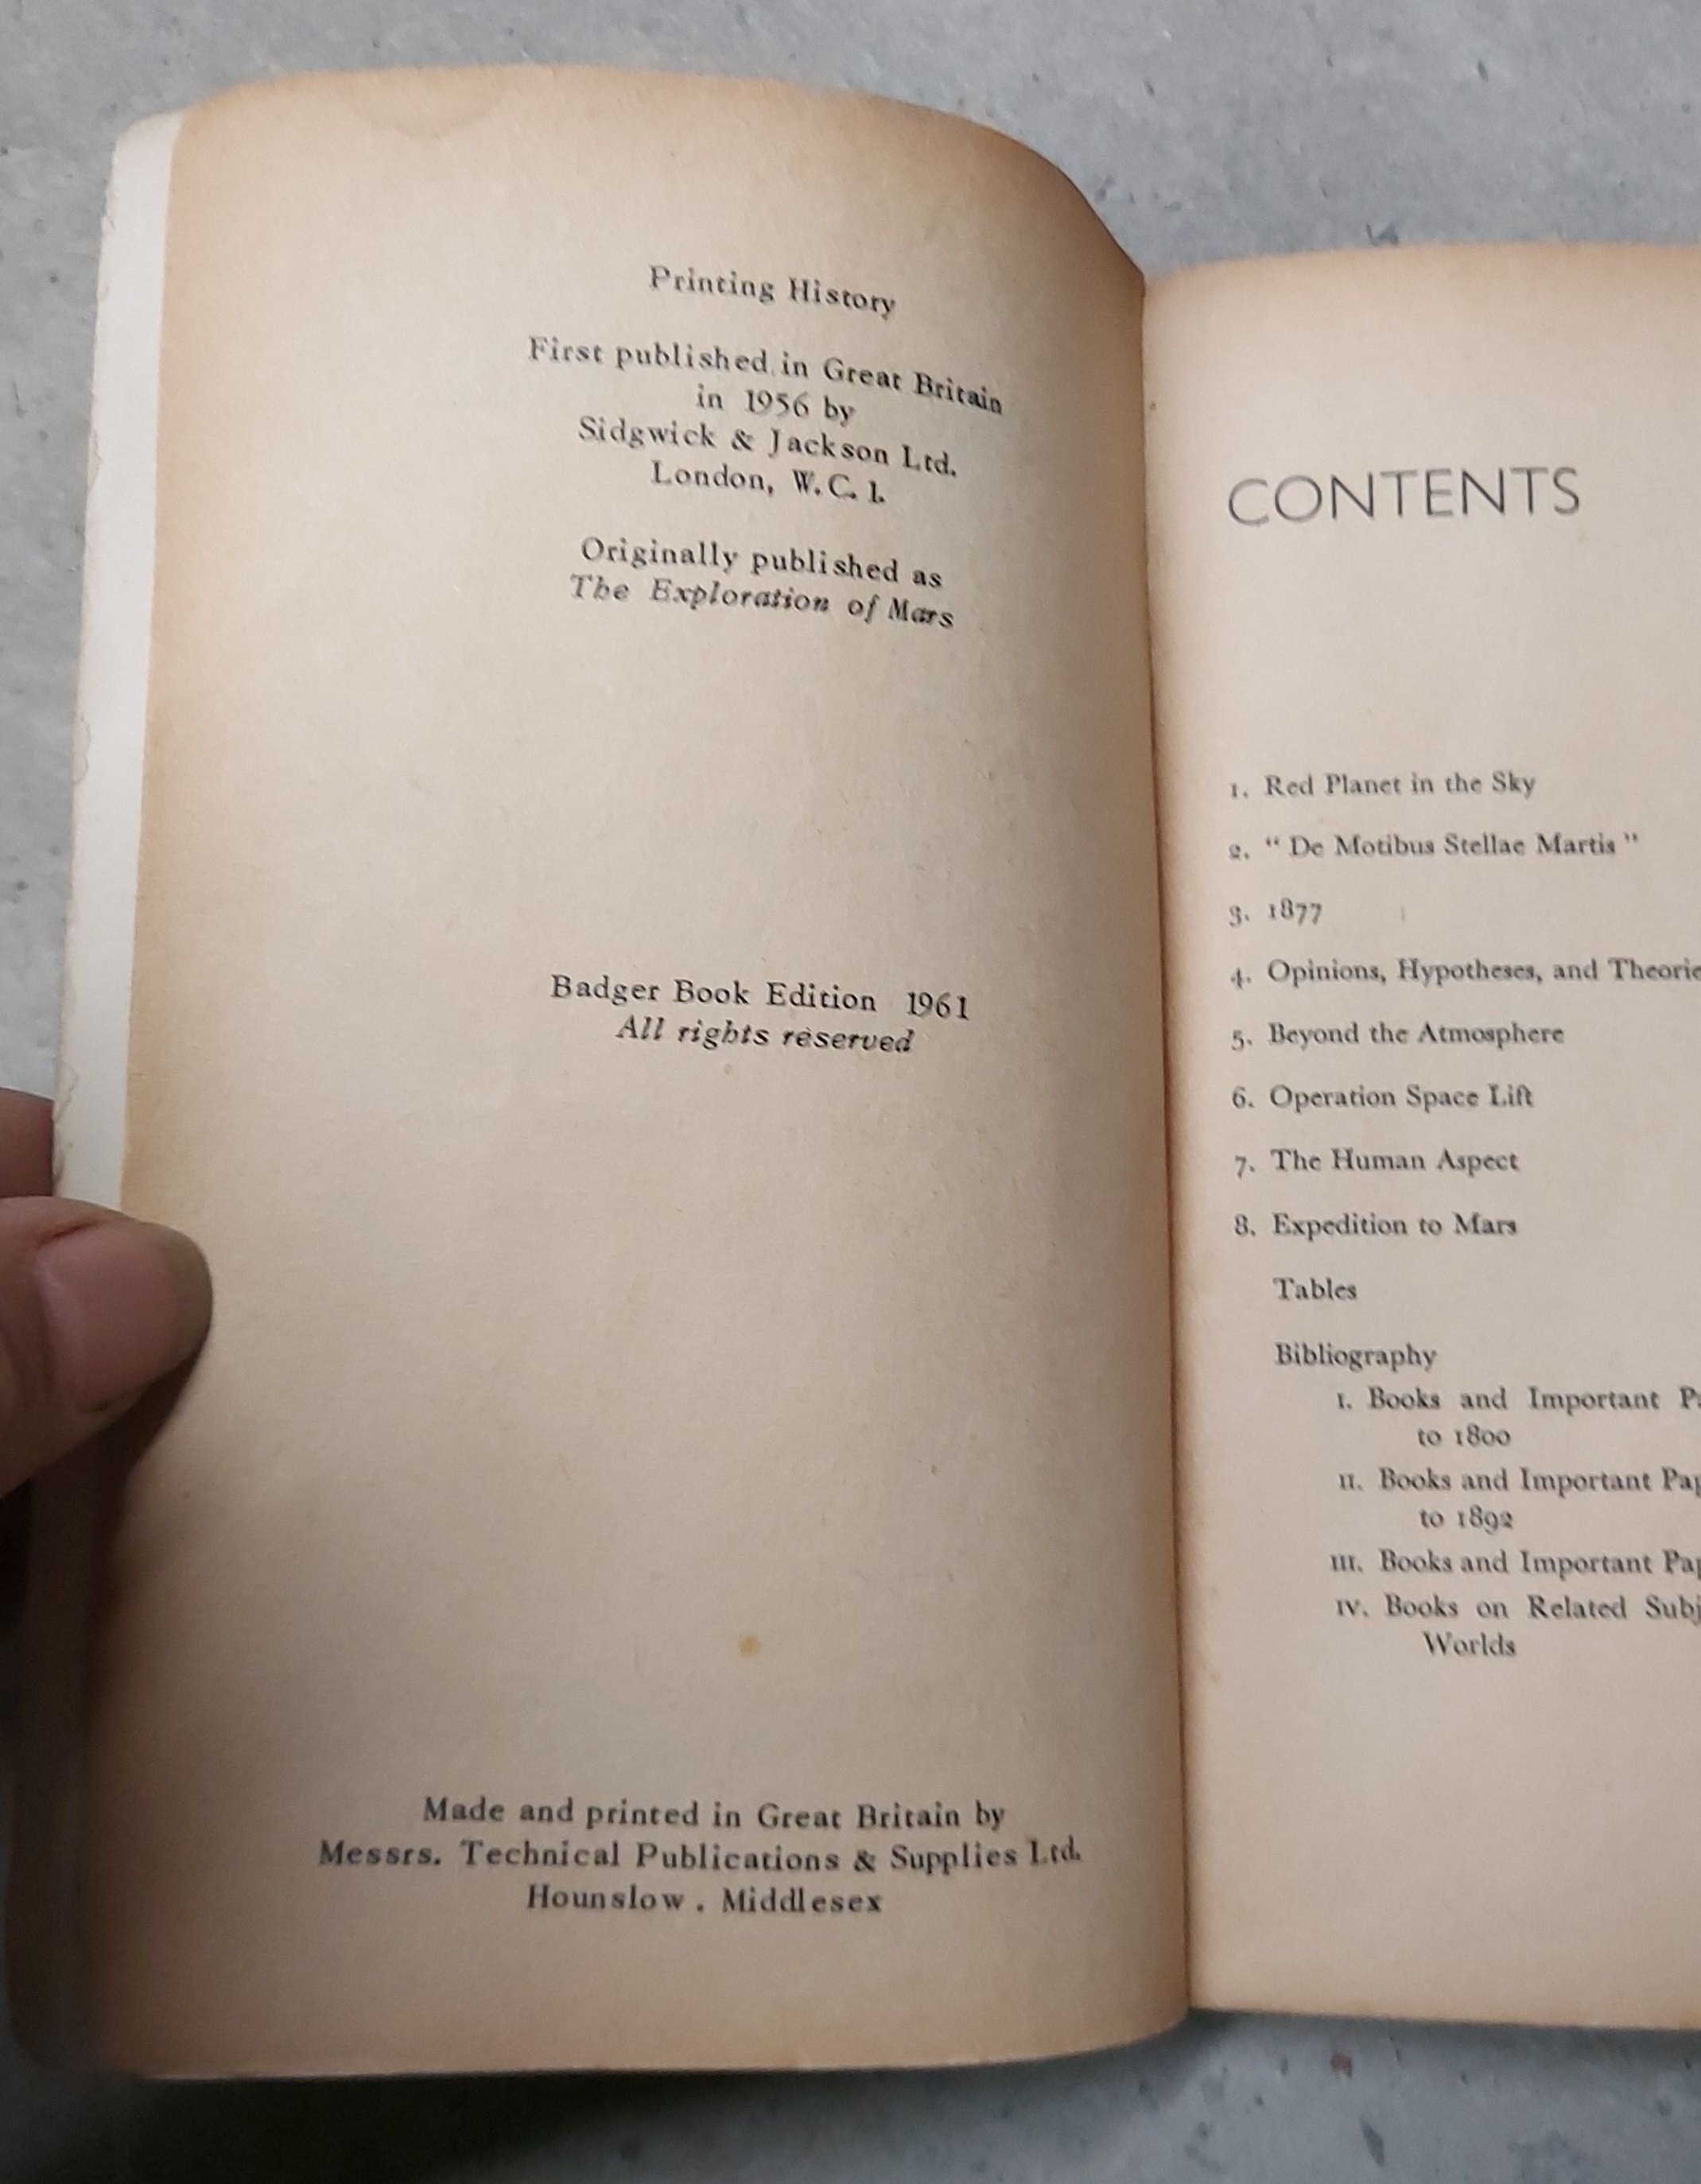 Printing History
First published in Great Britain
in 1956 by
Sidgwick & Jackson Ltd.
London, W.C. 1.
Originally published as
The Exploration of Mars
Badger Book Edition 1961
All rights reserved
Made and printed in Great Britain by
Messrs. Technical Publications & Supplies Ltd.
Hounslow . Middlesex
CONTENTS
1. Red Planet in the Sky
2. “ De Motibus Stellae Martis ”
3. 1877
4. Opinions, Hypotheses, and
5. Beyond the Atmosphere
6. Operation Space Lift
7. The Human Aspect
8. Expedition to Mars
Tables
Bibliography
I. Books and Important
to 1800
II. Books and Important
to 1892
III. Books and Important
IV. Books on Related
Worlds